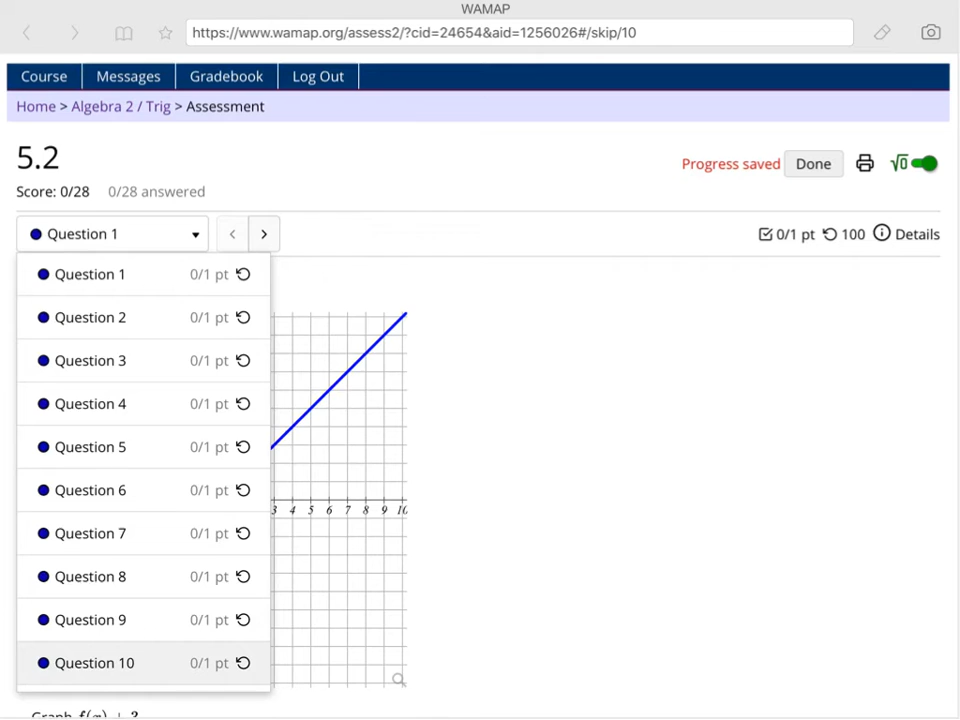 WAMAP
https://www.wamap.org/assess2/?cid=24654&aid=1256026#/skip/10
Course Messages Gradebook Log Out
Home > Algebra 2 / Trig > Assessment
5.2
Progress saved Done √0
Score: 0/28 0/28 answered
Question 1 < > 0/1 pt 100 Details
Question 1 0/1 pt
Question 2 0/1 pt
Question 3 0/1 pt
Question 4 0/1 pt
Question 5 0/1 pt
Question 6 0/1 pt
3 4 5 6 7 8 9 10
Question 7 0/1 pt
Question 8 0/1 pt
Question 9 0/1 pt
Question 10 0/1 pt
Graph f(x) + 2